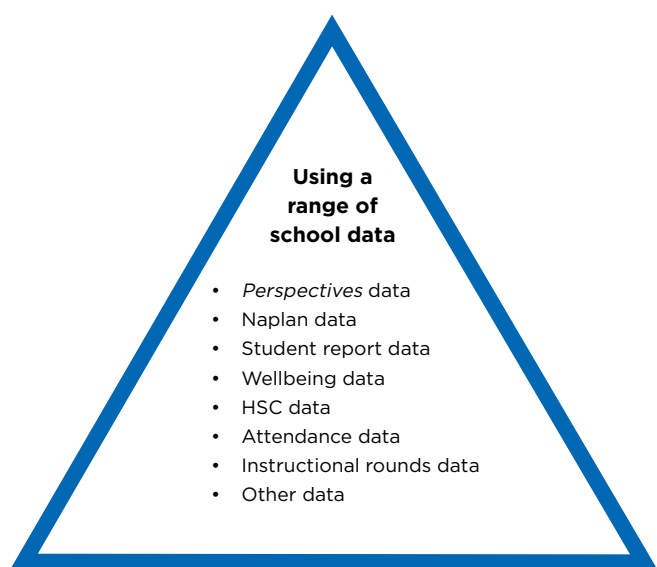 Using a
range of
school data
• Perspectives data
• Naplan data
• Student report data
• Wellbeing data
• HSC data
• Attendance data
• Instructional rounds data
• Other data